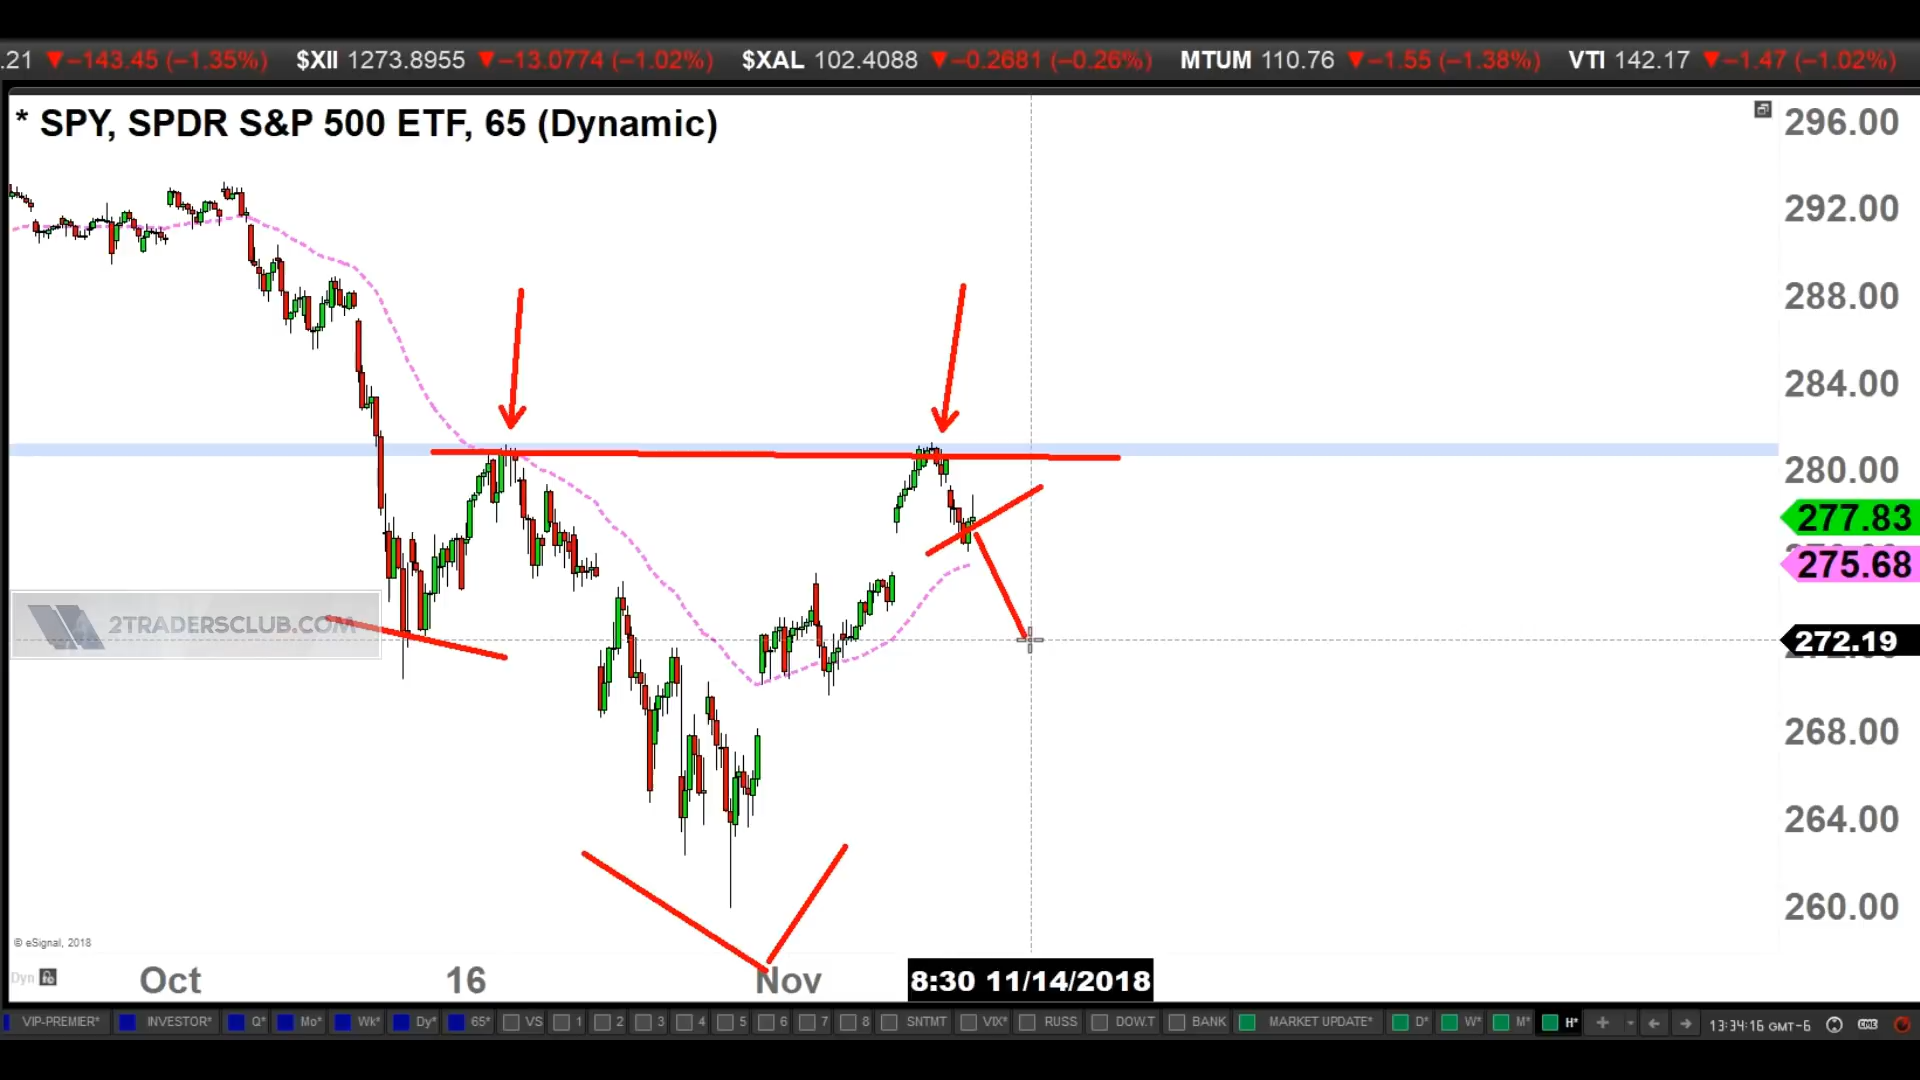 .21 ▼−143.45 (−1.35%) $XII 1273.8955 ▼−13.0774 (−1.02%) $XAL 102.4088 ▼−0.2681 (−0.26%) MTUM 110.76 ▼−1.55 (−1.38%) VTI 142.17 ▼−1.47 (−1.02%)
* SPY, SPDR S&P 500 ETF, 65 (Dynamic)
296.00
292.00
288.00
284.00
280.00
277.83
275.68
2TRADERSCLUB.COM
272.19
268.00
264.00
260.00
© eSignal, 2018
Dyn
Oct 16 Nov 8:30 11/14/2018
VIP-PREMIER* INVESTOR* Q* Mo* Wk* Dy* 65* VS 1 2 3 4 5 6 7 8 SNTMT VIX* RUSS DOW.T BANK MARKET UPDATE* D* W* M* H* 13:34:16 GMT-6 CME